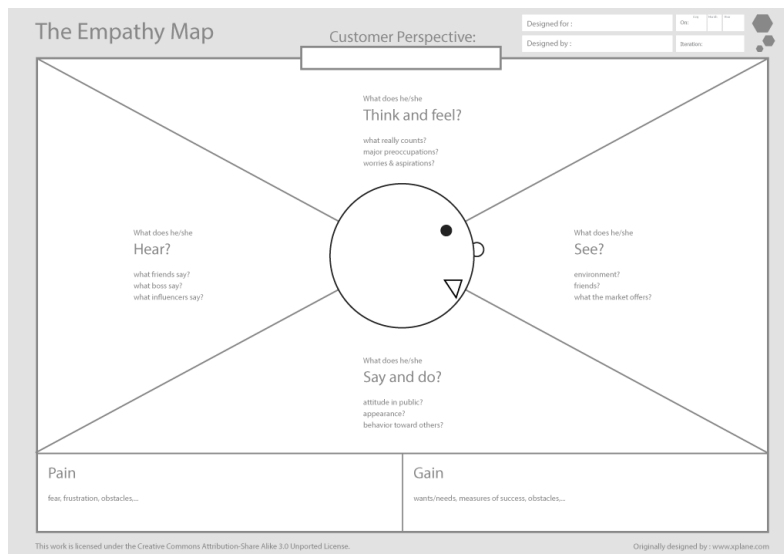 The Empathy Map
Customer Perspective:
Designed for :
Designed by :
On:
Iteration:
What does he/she
Think and feel?
what really counts?
major preoccupations?
worries & aspirations?
What does he/she
Hear?
what friends say?
what boss say?
what influencers say?
What does he/she
See?
environment?
friends?
what the market offers?
What does he/she
Say and do?
attitude in public?
appearance?
behavior toward others?
Pain
fear, frustration, obstacles,...
Gain
wants/needs, measures of success, obstacles,...
This work is licensed under the Creative Commons Attribution-Share Alike 3.0 Unported License.
Originally designed by : www.xplane.com